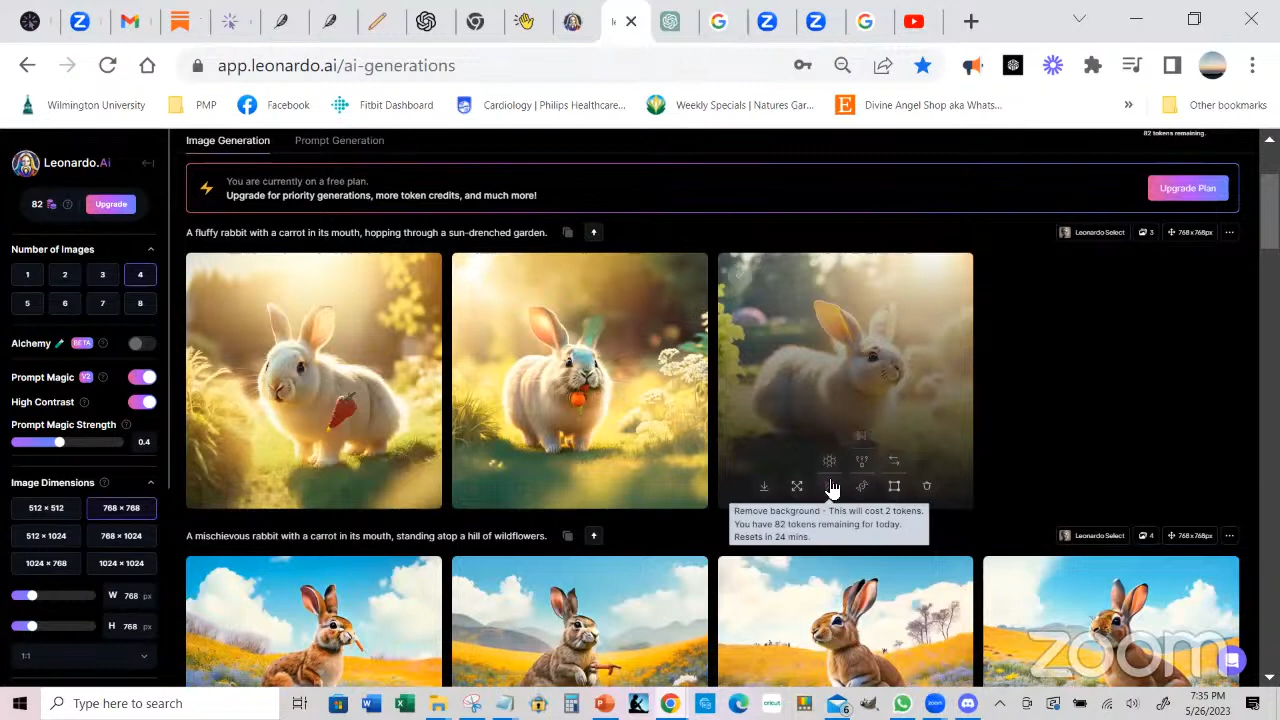 app.leonardo.ai/ai-generations
Wilmington University
PMP
Facebook
Fitbit Dashboard
Cardiology | Philips Healthcare...
Weekly Specials | Natures Gar...
Divine Angel Shop aka Whats...
»
Other bookmarks
Leonardo.Ai
82
Upgrade
Number of Images
1 2 3 4
5 6 7 8
Alchemy BETA
Prompt Magic V2
High Contrast
Prompt Magic Strength
0.4
Image Dimensions
512 × 512 768 × 768
512 × 1024 768 × 1024
1024 × 768 1024 × 1024
W 768 px
H 768 px
1:1
Image Generation Prompt Generation
82 tokens remaining.
You are currently on a free plan.
Upgrade for priority generations, more token credits, and much more!
Upgrade Plan
A fluffy rabbit with a carrot in its mouth, hopping through a sun-drenched garden.
Leonardo Select 3 768x768px
Remove background - This will cost 2 tokens.
You have 82 tokens remaining for today.
Resets in 24 mins.
A mischievous rabbit with a carrot in its mouth, standing atop a hill of wildflowers.
Leonardo Select 4 768x768px
zoom
Type here to search
cricut
zoom
6
7:35 PM
5/26/2023